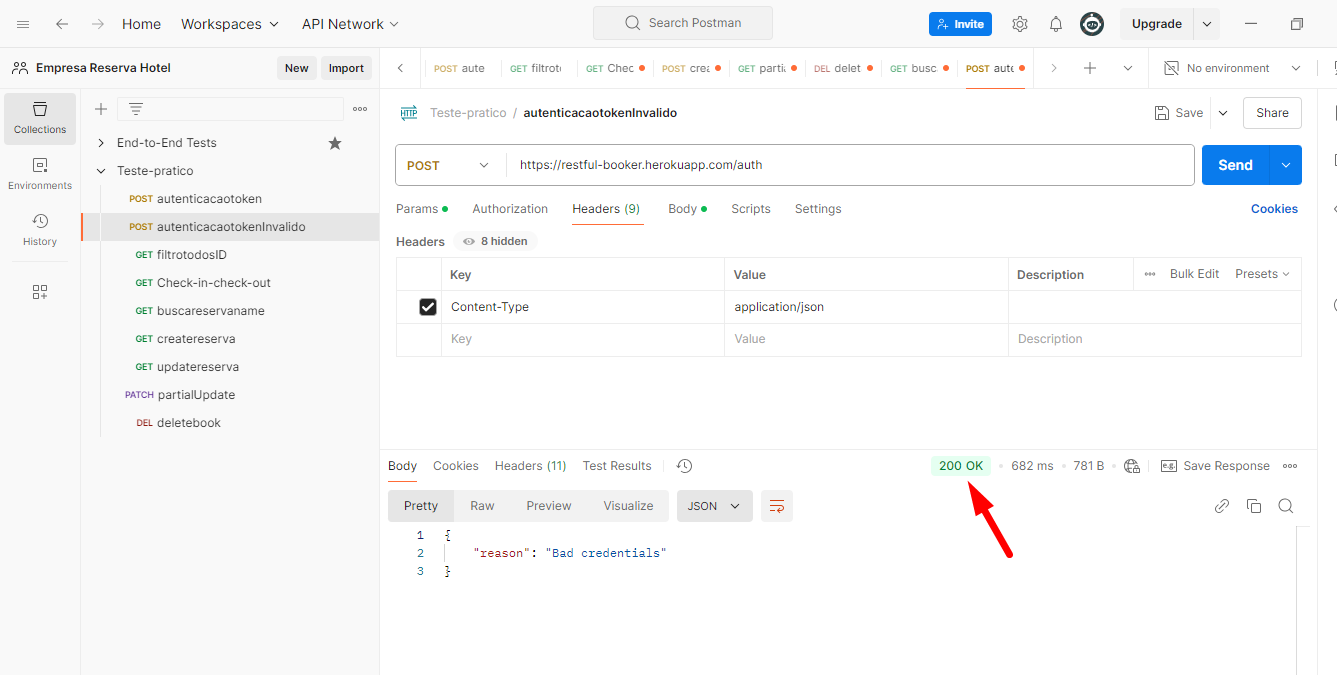 Home Workspaces API Network Search Postman Invite Upgrade
Empresa Reserva Hotel New Import
POST aute GET filtrot GET Chec POST crea GET parti DEL delet GET busc POST aute No environment
Collections
Environments
History
End-to-End Tests
Teste-pratico
POST autenticacaotoken
POST autenticacaotokenInvalido
GET filtrotodosID
GET Check-in-check-out
GET buscareservaname
GET createreserva
GET updatereserva
PATCH partialUpdate
DEL deletebook
HTTP Teste-pratico / autenticacaotokenInvalido Save Share
POST https://restful-booker.herokuapp.com/auth Send
Params Authorization Headers (9) Body Scripts Settings Cookies
Headers 8 hidden
Key Value Description Bulk Edit Presets
Content-Type application/json
Key Value Description
Body Cookies Headers (11) Test Results 200 OK 682 ms 781 B e.g. Save Response
Pretty Raw Preview Visualize JSON
1 {
2 "reason": "Bad credentials"
3 }